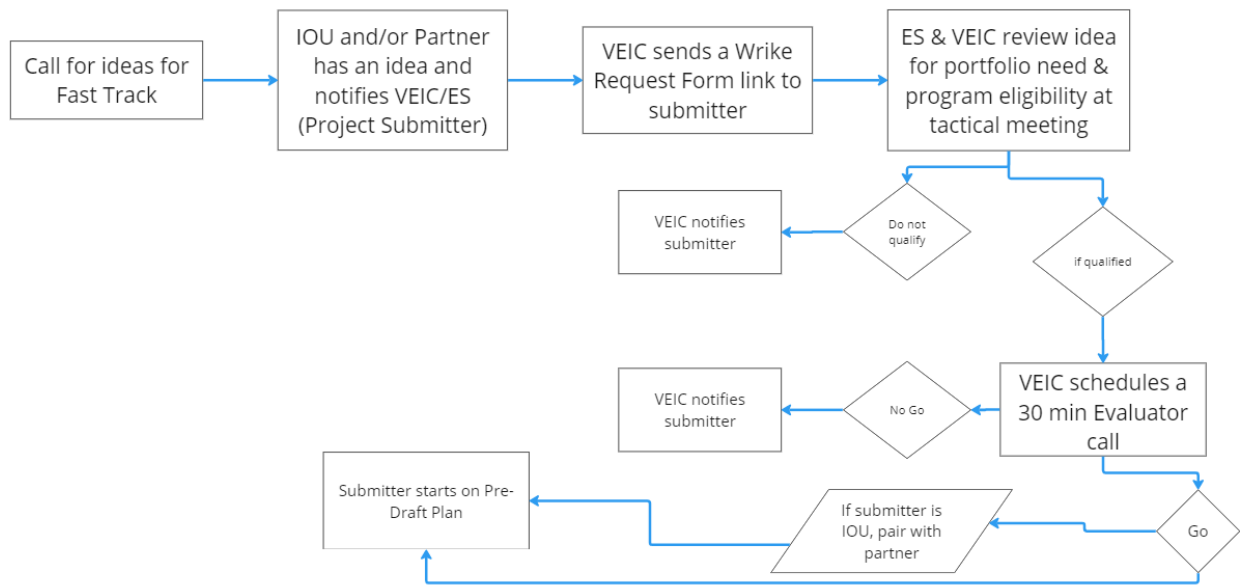 Call for ideas for
Fast Track
IOU and/or Partner
has an idea and
notifies VEIC/ES
(Project Submitter)
VEIC sends a Wrike
Request Form link to
submitter
ES & VEIC review idea
for portfolio need &
program eligibility at
tactical meeting
VEIC notifies
submitter
Do not
qualify
if qualified
VEIC notifies
submitter
No Go
VEIC schedules a
30 min Evaluator
call
Submitter starts on Pre-
Draft Plan
If submitter is
IOU, pair with
partner
Go